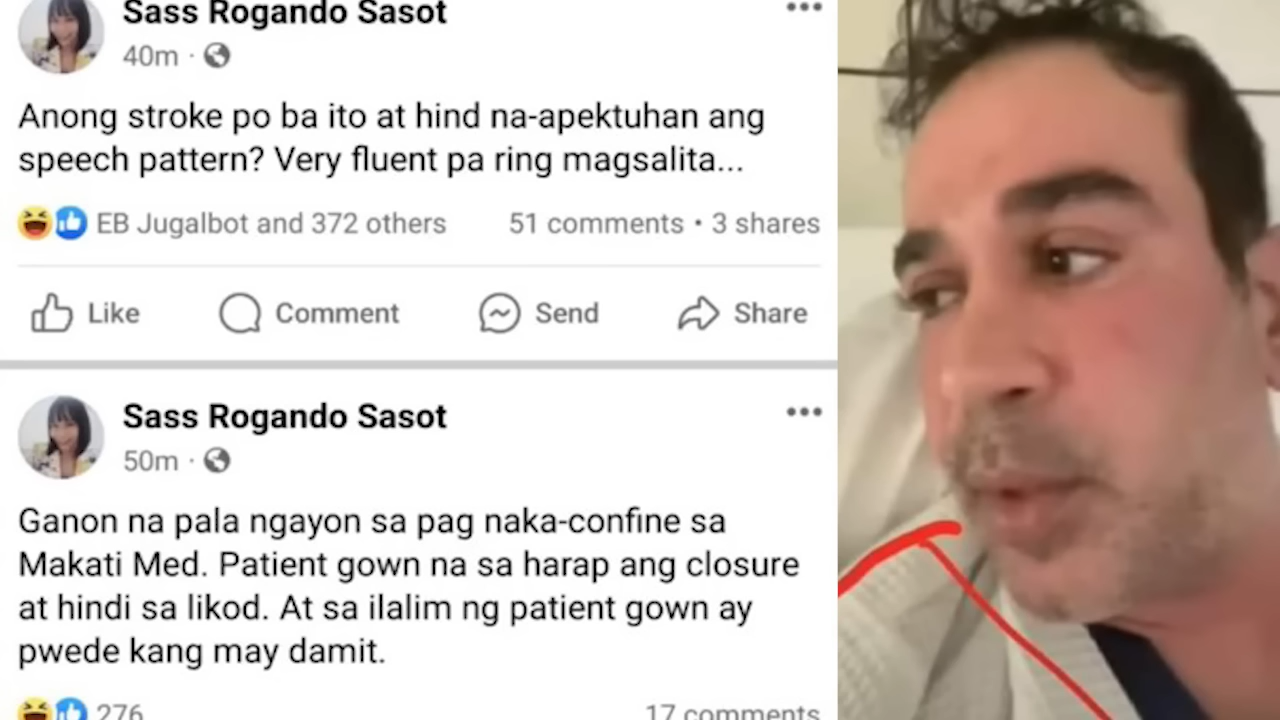 Sass Rogando Sasot
40m ·
Anong stroke po ba ito at hind na-apektuhan ang
speech pattern? Very fluent pa ring magsalita...
EB Jugalbot and 372 others 51 comments • 3 shares
Like Comment Send Share
Sass Rogando Sasot
50m ·
Ganon na pala ngayon sa pag naka-confine sa
Makati Med. Patient gown na sa harap ang closure
at hindi sa likod. At sa ilalim ng patient gown ay
pwede kang may damit.
276 17 comments